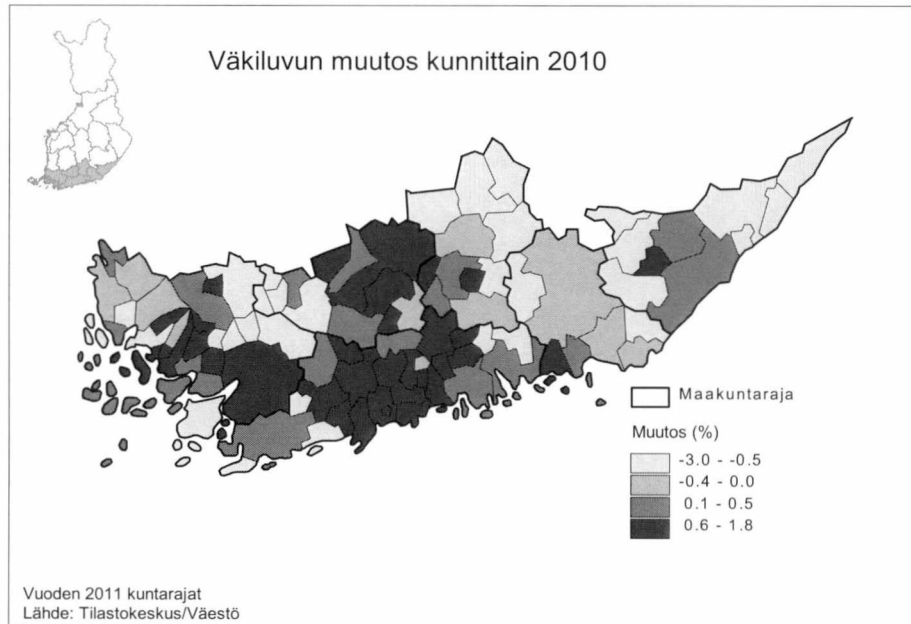 Väkiluvun muutos kunnittain 2010
Maakuntaraja
Muutos (%)
-3.0 - -0.5
-0.4 - 0.0
0.1 - 0.5
0.6 - 1.8
Vuoden 2011 kuntarajat
Lähde: Tilastokeskus/Väestö